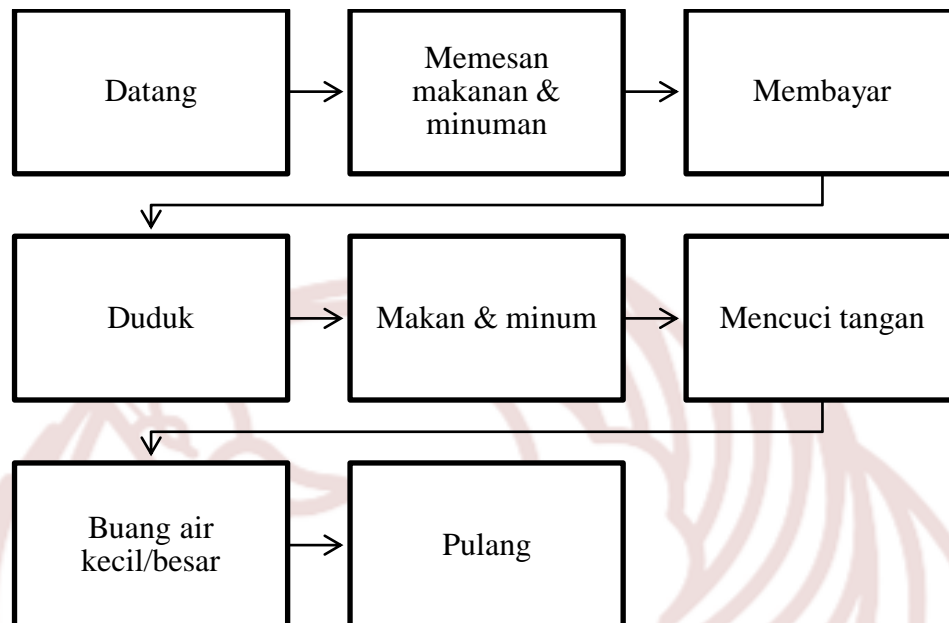 Datang
Memesan
makanan &
minuman
Membayar
Duduk
Makan & minum
Mencuci tangan
Buang air
kecil/besar
Pulang